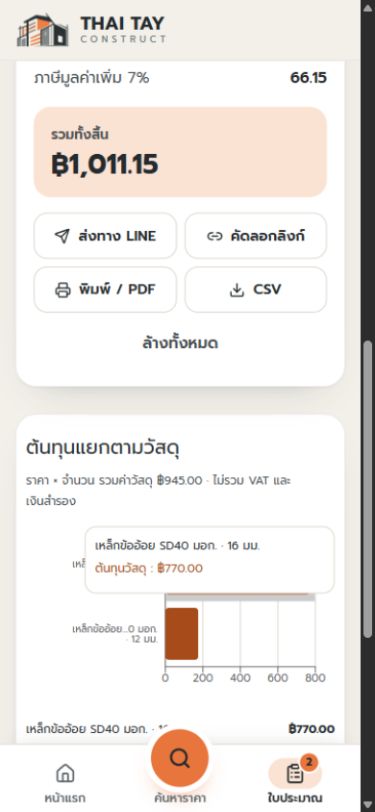 THAI TAY
CONSTRUCT
ภาษีมูลค่าเพิ่ม 7% 66.15
รวมทั้งสิ้น
฿1,011.15
ส่งทาง LINE คัดลอกลิงก์
พิมพ์ / PDF CSV
ล้างทั้งหมด
ต้นทุนแยกตามวัสดุ
ราคา × จำนวน รวมค่าวัสดุ ฿945.00 · ไม่รวม VAT และ
เงินสำรอง
เหล็กข้ออ้อย SD40 มอก. · 16 มม.
ต้นทุนวัสดุ : ฿770.00
เหล็กข้ออ้อย...0 มอก.
· 12 มม.
0 200 400 600 800
เหล็กข้ออ้อย SD40 มอก. · ฿770.00
2
หน้าแรก ค้นหาราคา ใบประมาณ